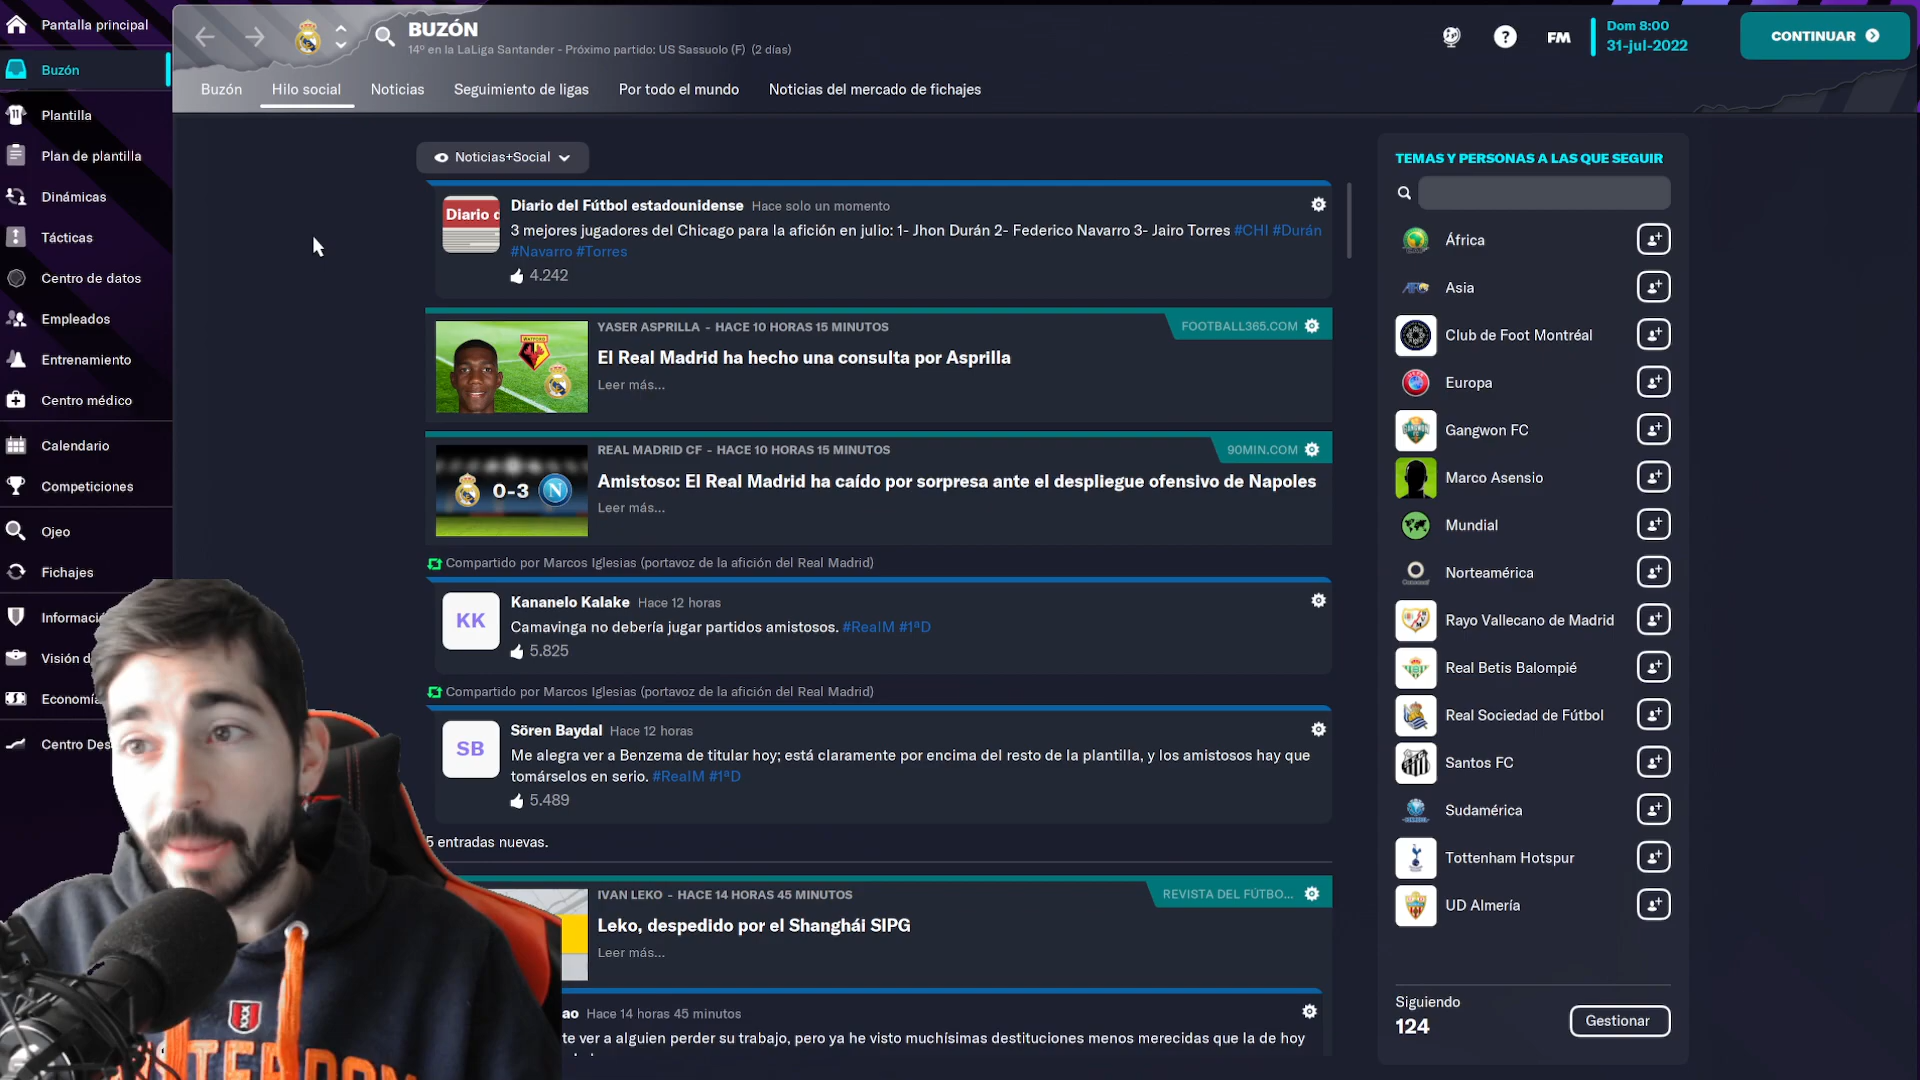 Pantalla principal
Buzón
Plantilla
Plan de plantilla
Dinámicas
Tácticas
Centro de datos
Empleados
Entrenamiento
Centro médico
Calendario
Competiciones
Ojeo
Fichajes
Informaci
Visión d
Economía
Centro Des
BUZÓN
14º en la LaLiga Santander - Próximo partido: US Sassuolo (F) (2 días)
FM
Dom 8:00
31-jul-2022
CONTINUAR
Buzón
Hilo social
Noticias
Seguimiento de ligas
Por todo el mundo
Noticias del mercado de fichajes
Noticias+Social
Diario d
Diario del Fútbol estadounidense Hace solo un momento
3 mejores jugadores del Chicago para la afición en julio: 1- Jhon Durán 2- Federico Navarro 3- Jairo Torres #CHI #Durán
#Navarro #Torres
4.242
YASER ASPRILLA - HACE 10 HORAS 15 MINUTOS
FOOTBALL365.COM
El Real Madrid ha hecho una consulta por Asprilla
Leer más...
REAL MADRID CF - HACE 10 HORAS 15 MINUTOS
90MIN.COM
0-3
Amistoso: El Real Madrid ha caído por sorpresa ante el despliegue ofensivo de Napoles
Leer más...
Compartido por Marcos Iglesias (portavoz de la afición del Real Madrid)
KK
Kananelo Kalake Hace 12 horas
Camavinga no debería jugar partidos amistosos. #RealM #1ªD
5.825
Compartido por Marcos Iglesias (portavoz de la afición del Real Madrid)
SB
Sören Baydal Hace 12 horas
Me alegra ver a Benzema de titular hoy; está claramente por encima del resto de la plantilla, y los amistosos hay que
tomárselos en serio. #RealM #1ªD
5.489
5 entradas nuevas.
IVAN LEKO - HACE 14 HORAS 45 MINUTOS
REVISTA DEL FÚTBO...
Leko, despedido por el Shanghái SIPG
Leer más...
ao Hace 14 horas 45 minutos
te ver a alguien perder su trabajo, pero ya he visto muchísimas destituciones menos merecidas que la de hoy
TEMAS Y PERSONAS A LAS QUE SEGUIR
África
Asia
Club de Foot Montréal
Europa
Gangwon FC
Marco Asensio
Mundial
Norteamérica
Rayo Vallecano de Madrid
Real Betis Balompié
Real Sociedad de Fútbol
Santos FC
Sudamérica
Tottenham Hotspur
UD Almería
Siguiendo
124
Gestionar